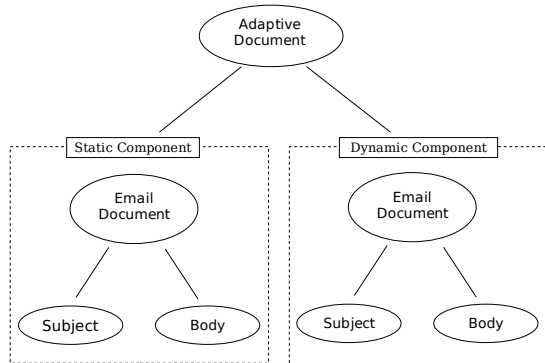 Adaptive
Document
Static Component
Dynamic Component
Email
Document
Email
Document
Subject
Body
Subject
Body